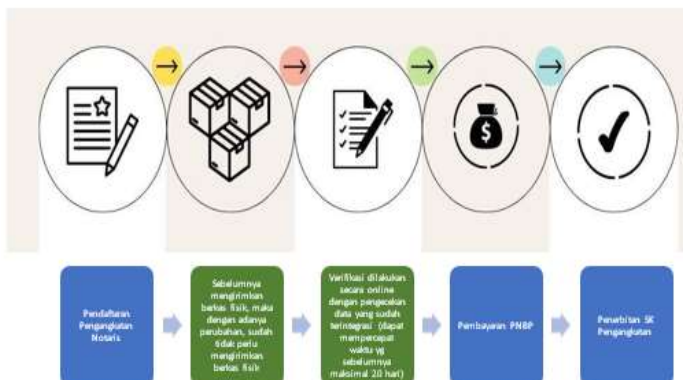 Pendaftaran
Pengangkatan
Notaris
Sebelumnya
mengirimkan
berkas fisik, maka
dengan adanya
perubahan, sudah
tidak perlu
mengirimkan
berkas fisik
Verifikasi dilakukan
secara online
dengan pengecekan
data yang sudah
terintegrasi (dapat
mempercepat
waktu yg
sebelumnya
maksimal 20 hari)
Pembayaran PNBP
Penerbitan SK
Pengangkatan